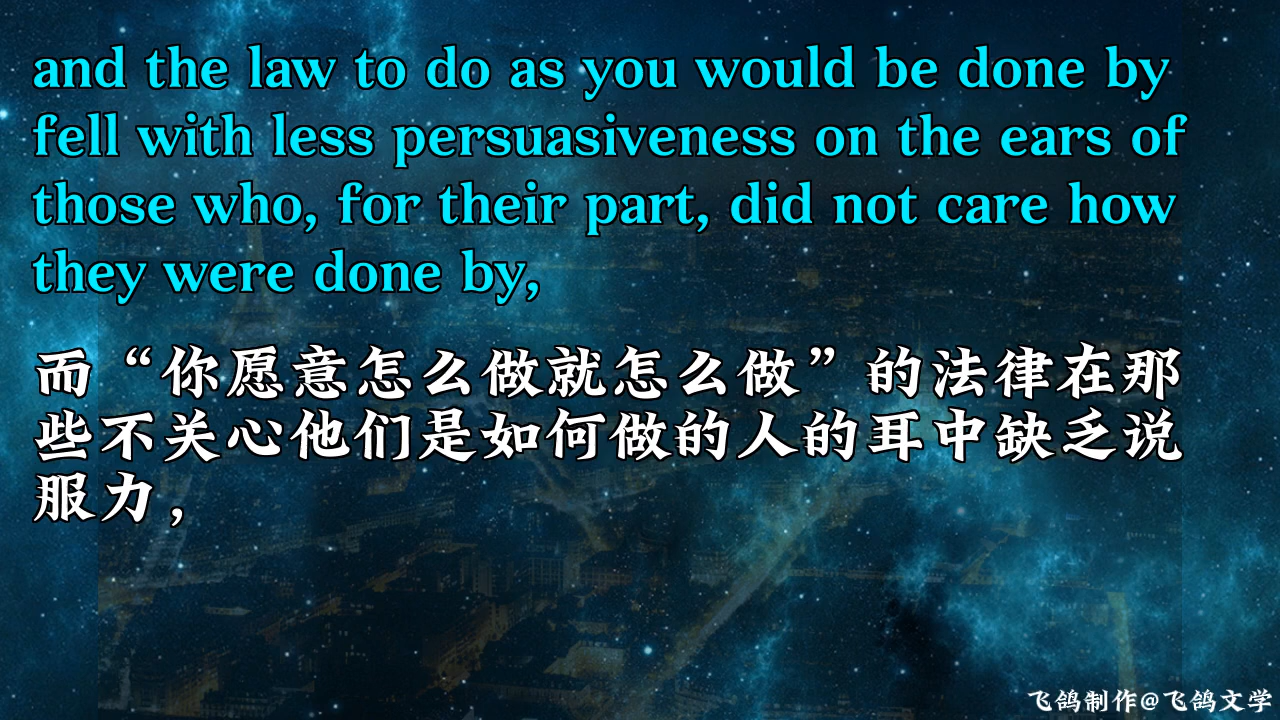 and the law to do as you would be done by
fell with less persuasiveness on the ears of
those who, for their part, did not care how
they were done by,
而“你愿意怎么做就怎么做”的法律在那
些不关心他们是如何做的人的耳中缺乏说
服力，
飞鸽制作@飞鸽文学